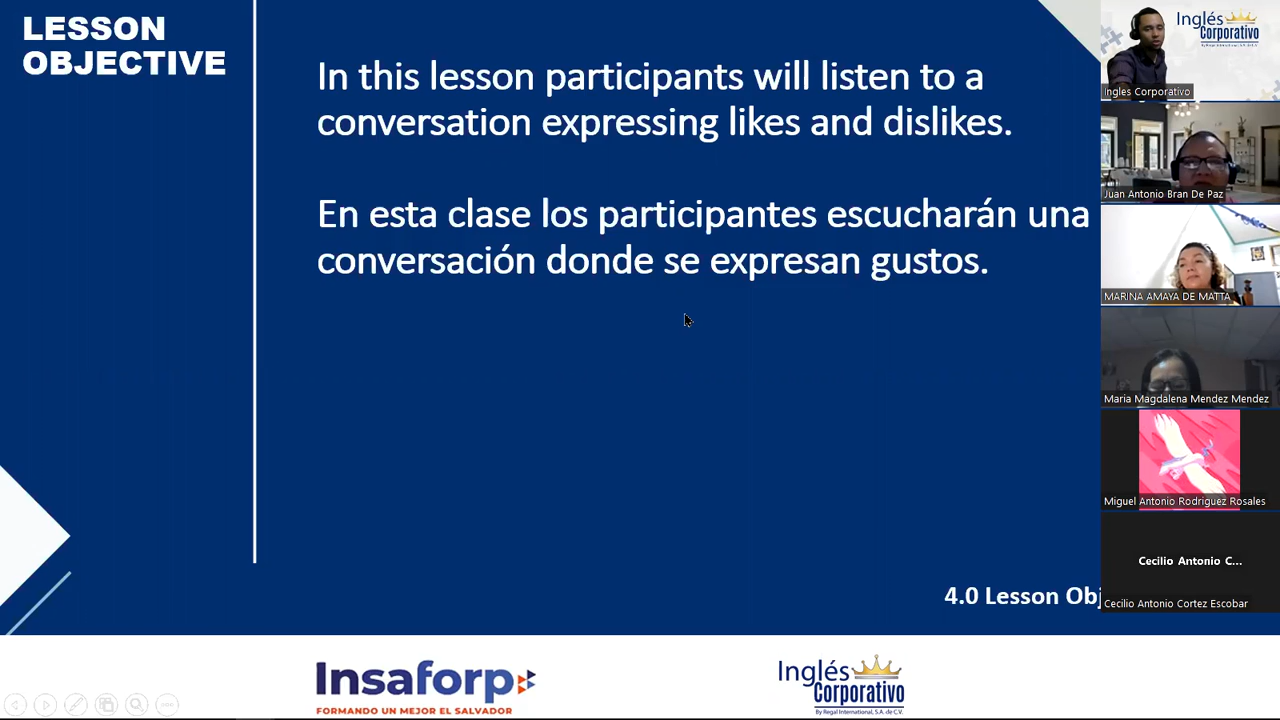 LESSON
OBJECTIVE
In this lesson participants will listen to a
conversation expressing likes and dislikes.
En esta clase los participantes escucharán una
conversación donde se expresan gustos.
4.0 Lesson Obj
Insaforp
FORMANDO UN MEJOR EL SALVADOR
Inglés
Corporativo
By Regal International, S.A. de C.V.
Inglés
Corporativo
Ingles Corporativo
Juan Antonio Bran De Paz
MARINA AMAYA DE MATTA
Maria Magdalena Mendez Mendez
Miguel Antonio Rodriguez Rosales
Cecilio Antonio C...
Cecilio Antonio Cortez Escobar